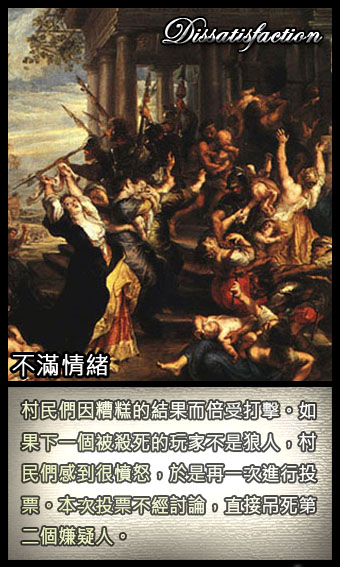 Dissatisfaction
不滿情緒
村民們因糟糕的結果而倍受打擊。如
果下一個被殺死的玩家不是狼人，村
民們感到很憤怒，於是再一次進行投
票。本次投票不經討論，直接吊死第
二個嫌疑人。